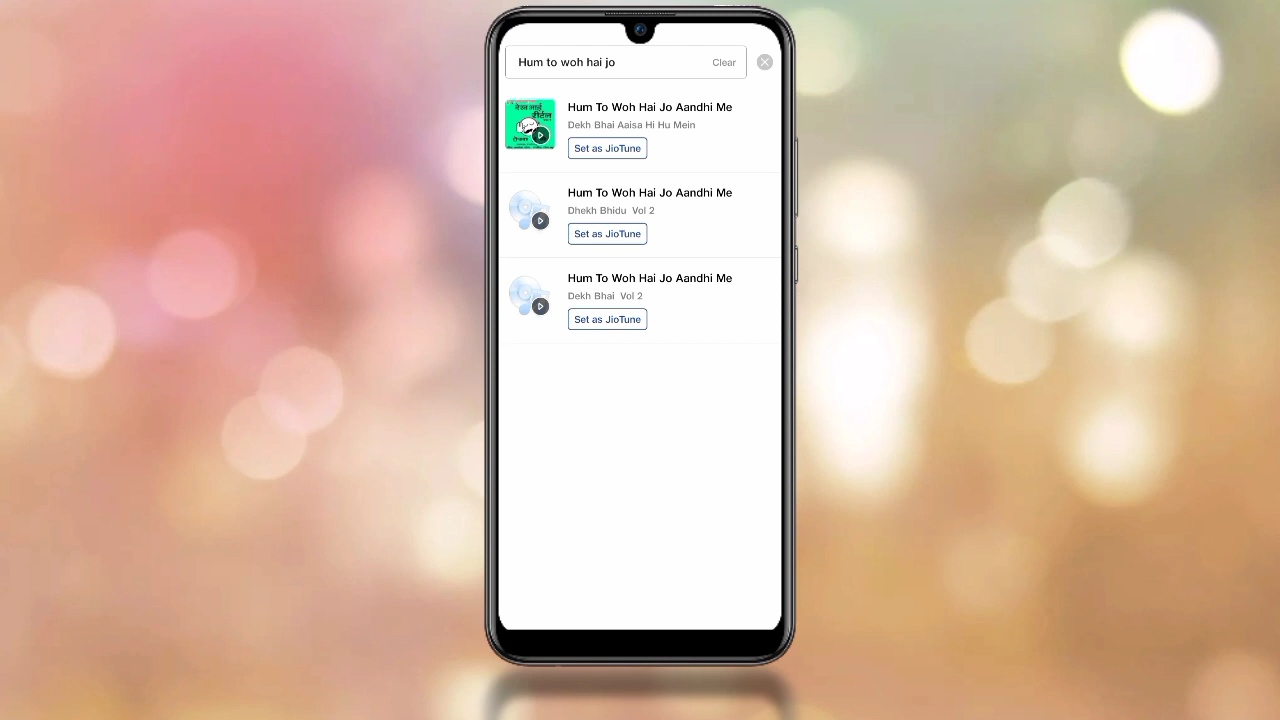 Hum to woh hai jo
Clear
देख भाई
टीर्टल
Hum To Woh Hai Jo Aandhi Me
Dekh Bhai Aaisa Hi Hu Mein
Set as JioTune
Hum To Woh Hai Jo Aandhi Me
Dhekh Bhidu Vol 2
Set as JioTune
Hum To Woh Hai Jo Aandhi Me
Dekh Bhai Vol 2
Set as JioTune